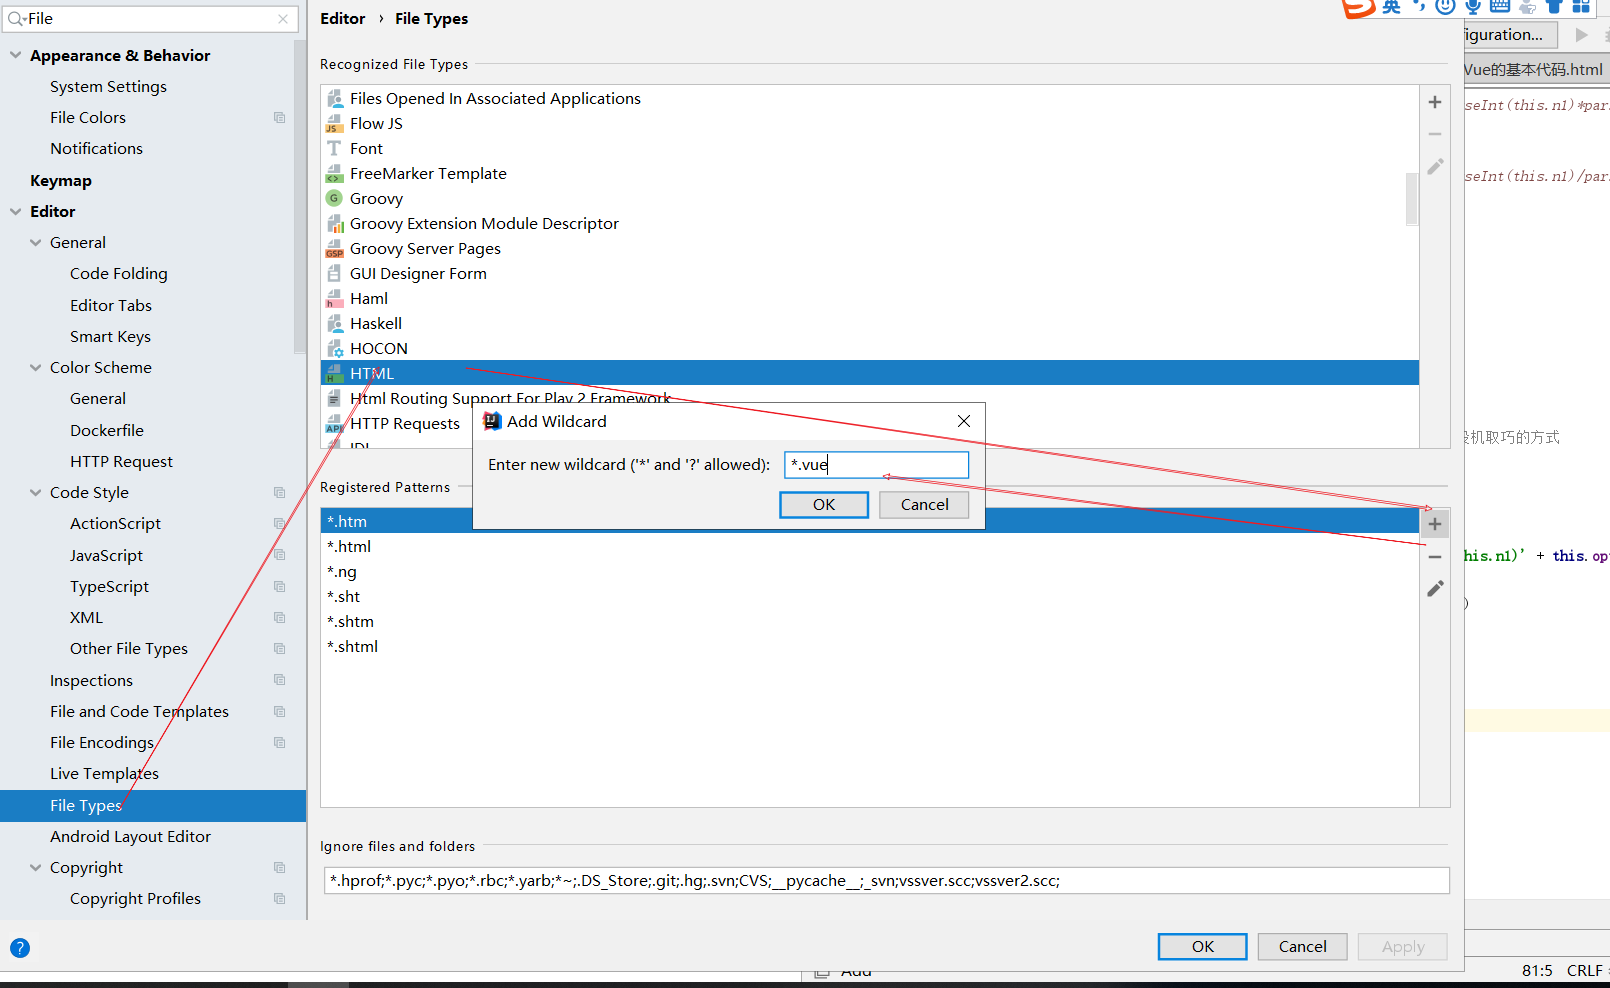 File
Appearance & Behavior
System Settings
File Colors
Notifications
Keymap
Editor
General
Code Folding
Editor Tabs
Smart Keys
Color Scheme
General
Dockerfile
HTTP Request
Code Style
ActionScript
JavaScript
TypeScript
XML
Other File Types
Inspections
File and Code Templates
File Encodings
Live Templates
File Types
Android Layout Editor
Copyright
Copyright Profiles
Editor › File Types
Recognized File Types
Files Opened In Associated Applications
Flow JS
Font
FreeMarker Template
Groovy
Groovy Extension Module Descriptor
Groovy Server Pages
GUI Designer Form
Haml
Haskell
HOCON
HTML
Html Routing Support For Play 2 Framework
HTTP Requests
IDL
Add Wildcard
Enter new wildcard ('*' and '?' allowed):
*.vue
OK
Cancel
Registered Patterns
*.htm
*.html
*.ng
*.sht
*.shtm
*.shtml
Ignore files and folders
*.hprof;*.pyc;*.pyo;*.rbc;*.yarb;*~;.DS_Store;.git;.hg;.svn;CVS;__pycache__;_svn;vssver.scc;vssver2.scc;
OK
Cancel
Apply
英
iguration...
Vue的基本代码.html
seInt(this.n1)*par
seInt(this.n1)/par
机取巧的方式
his.n1)' + this.op
)
Add
81:5 CRLF